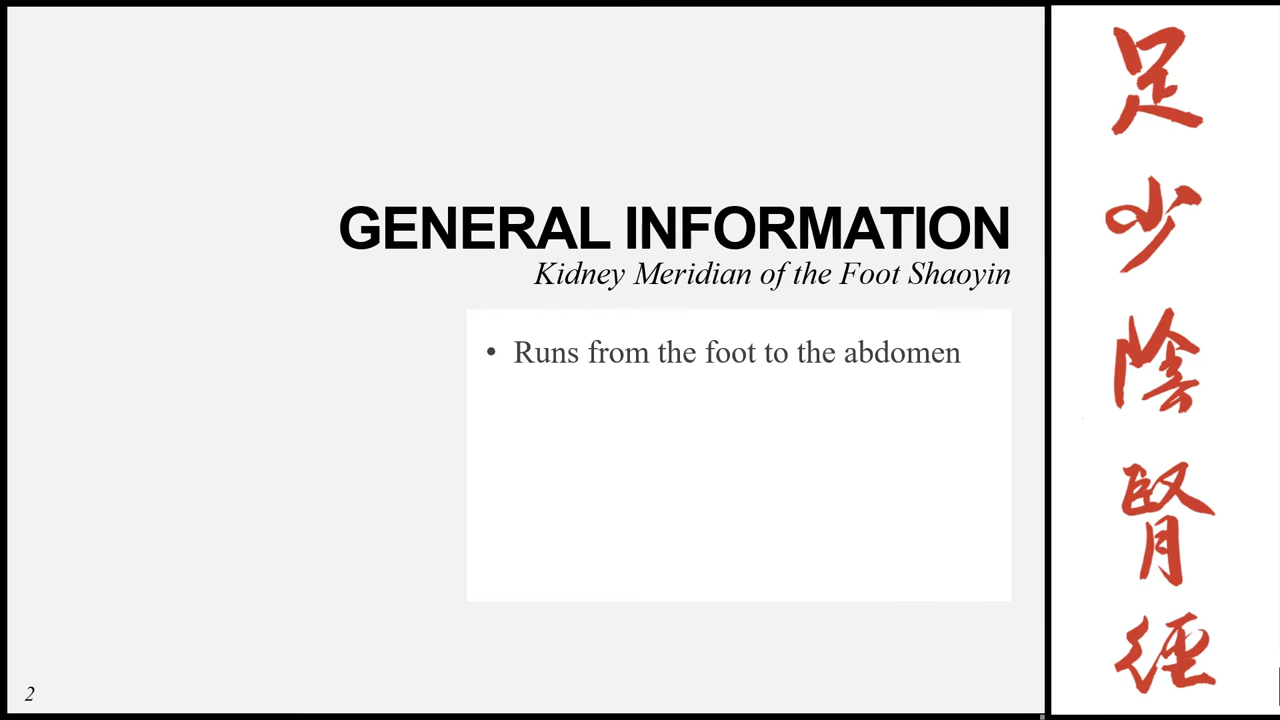 GENERAL INFORMATION
Kidney Meridian of the Foot Shaoyin
• Runs from the foot to the abdomen
2
足少陰腎徑